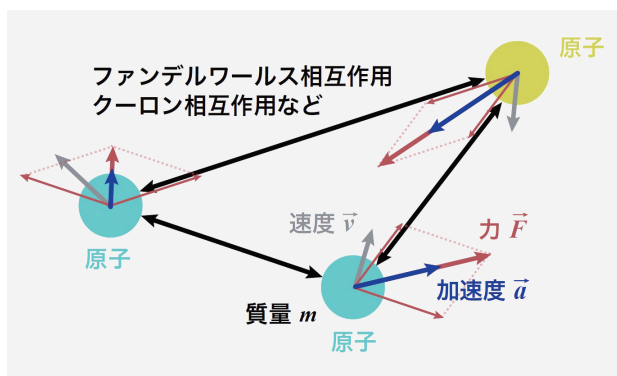 原子
ファンデルワールス相互作用
クーロン相互作用など
速度 v⃗
力 F⃗
原子
加速度 a⃗
質量 m
原子